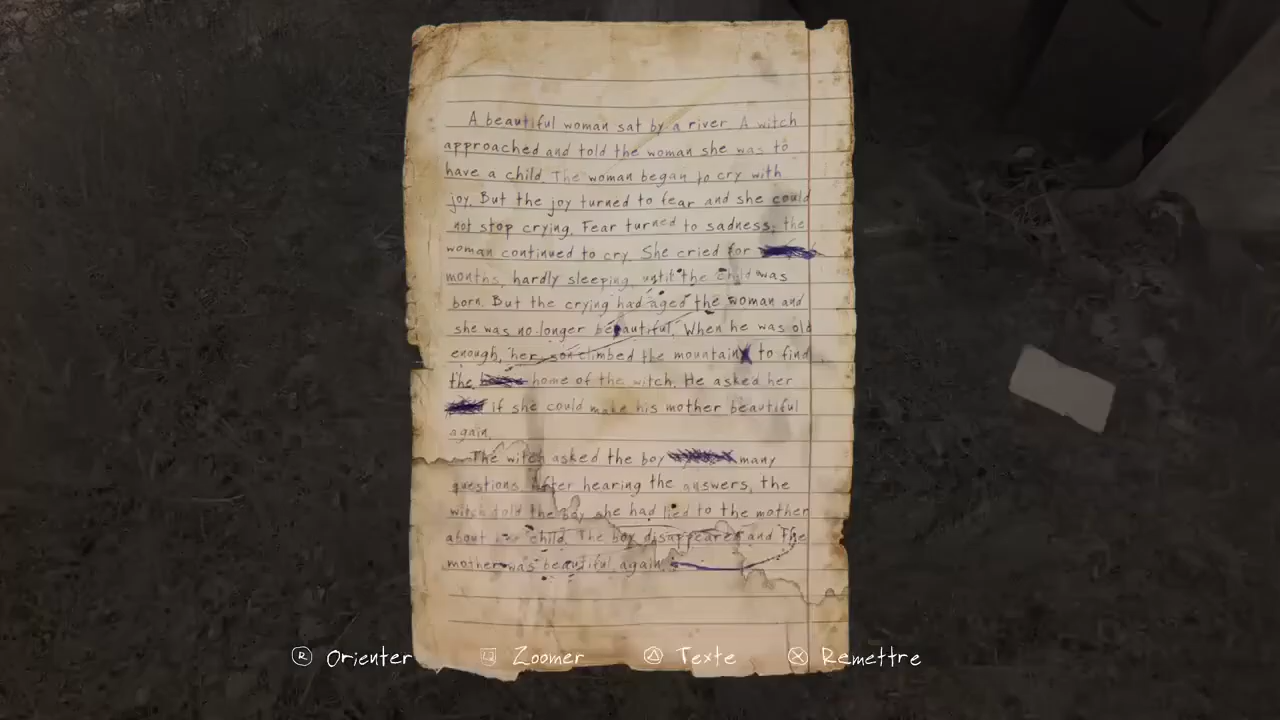 A beautiful woman sat by a river. A witch
approached and told the woman she was to
have a child. The woman began to cry with
joy. But the joy turned to fear and she could
not stop crying. Fear turned to sadness; the
woman continued to cry. She cried for
months, hardly sleeping, until the child was
born. But the crying had aged the woman and
she was no longer beautiful. When he was old
enough, her son climbed the mountain to find
the home of the witch. He asked her
if she could make his mother beautiful
again.
The witch asked the boy many
questions. After hearing the answers, the
witch told the boy she had lied to the mother
about her child. The boy disappeared and the
mother was beautiful again.
R Orienter
Zoomer
Texte
Remettre